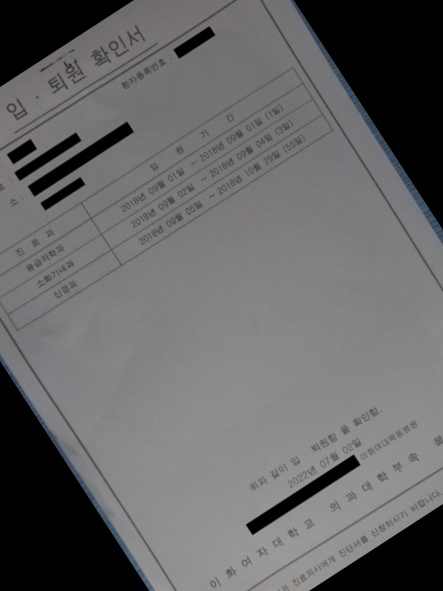 입 · 퇴원 확인서
환자등록번호 :
호 :
소 :
진 료 과 입 원 기 간
응급의학과 2018년 09월 01일 ~ 2018년 09월 01일 (1일)
소화기내과 2018년 09월 02일 ~ 2018년 09월 04일 (3일)
신경과 2018년 09월 05일 ~ 2018년 10월 29일 (55일)
위와 같이 입 · 퇴원함 을 확인함.
2022년 07월 02일
이화여대목동병원
이 화 여 자 대 학 교 의 과 대 학 부 속 목
진료의사에게 진단서를 신청하시기 바랍니다.